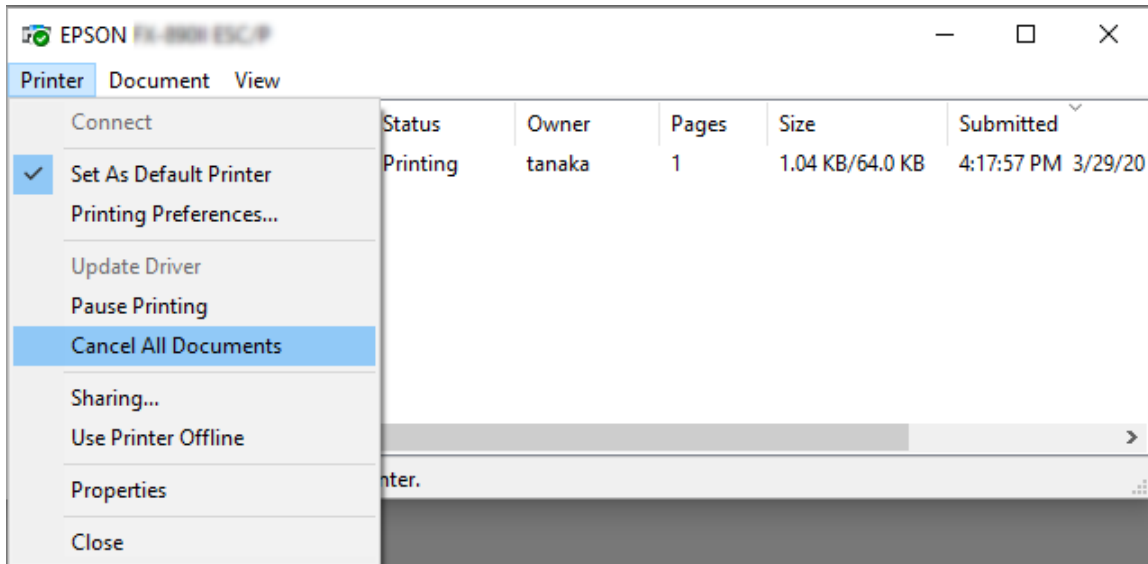 EPSON
Printer Document View
Connect
Set As Default Printer
Printing Preferences...
Update Driver
Pause Printing
Cancel All Documents
Sharing...
Use Printer Offline
Properties
Close
Status Owner Pages Size Submitted
Printing tanaka 1 1.04 KB/64.0 KB 4:17:57 PM 3/29/20
nter.